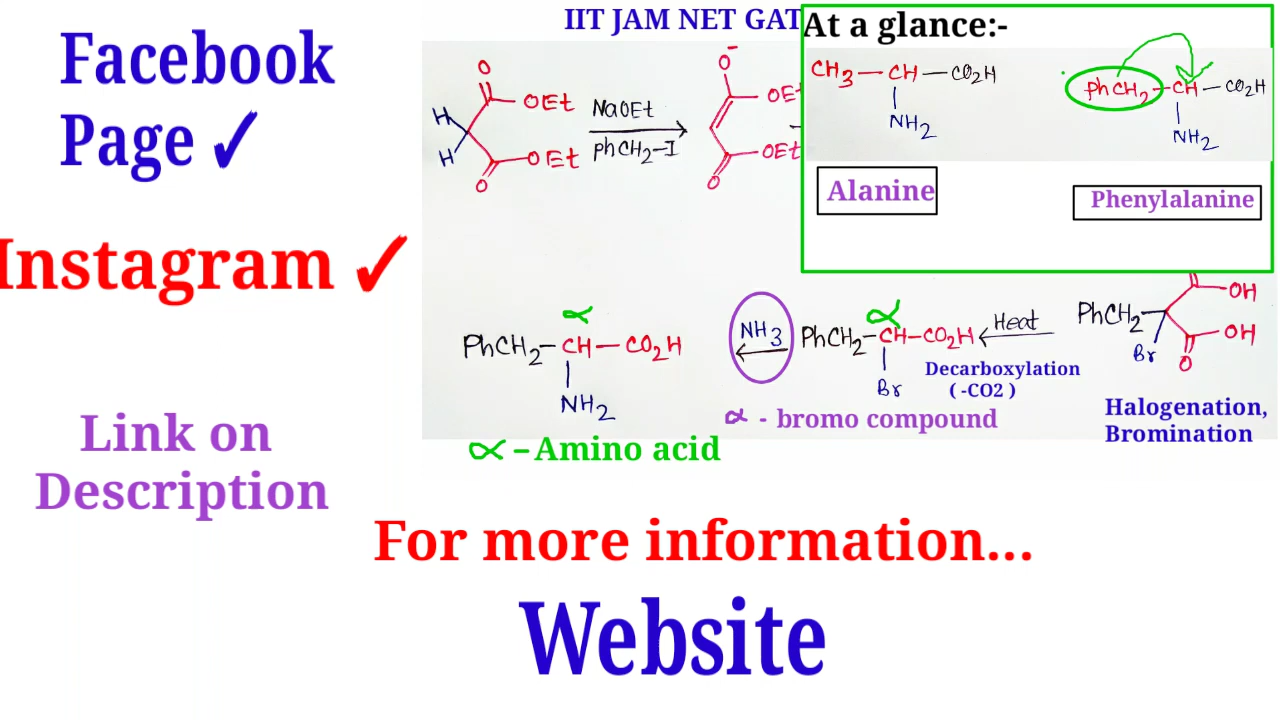 Facebook
Page ✓
Instagram ✓
Link on
Description
IIT JAM NET GAT
At a glance:-
CH3 — CH — CO2H
NH2
Alanine
PhCH2 — CH — CO2H
NH2
Phenylalanine
O
H
H
OEt
OEt
O
NaOEt
PhCH2-I
O-
OEt
OEt
O
PhCH2 — CH — CO2H
α
NH2
α – Amino acid
NH3
α
PhCH2 — CH — CO2H
Br
α - bromo compound
Heat
Decarboxylation
( -CO2 )
PhCH2
OH
OH
Br
O
Halogenation,
Bromination
For more information...
Website